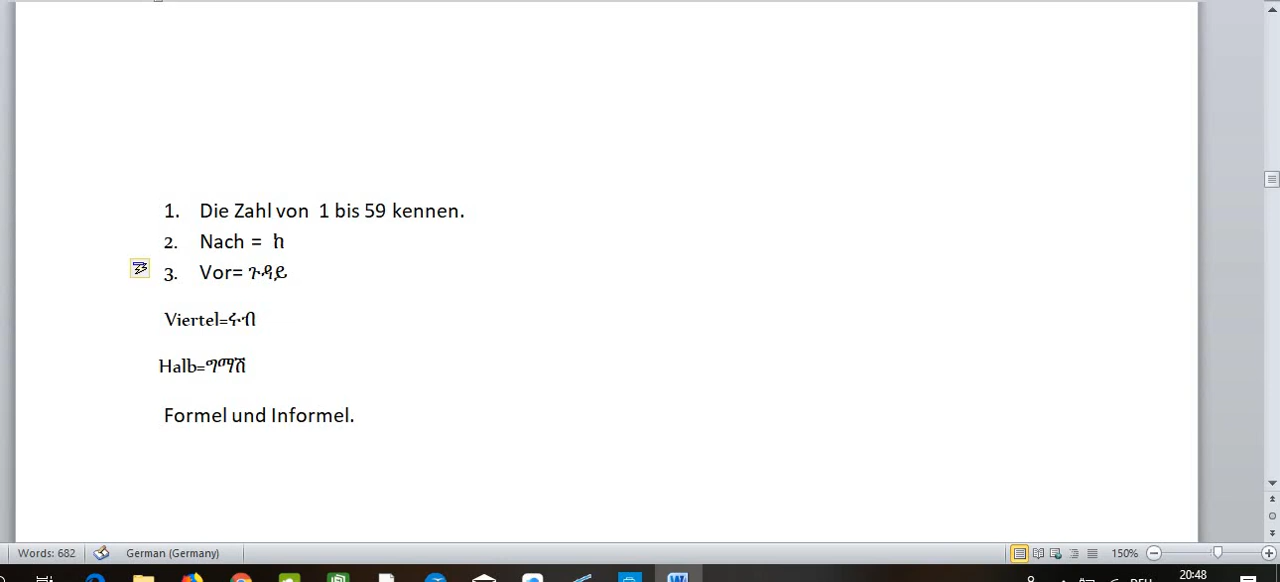 1. Die Zahl von 1 bis 59 kennen.
2. Nach = ከ
3. Vor= ጉዳይ
Viertel=ሩብ
Halb=ግማሽ
Formel und Informel.
Words: 682 German (Germany) 150%
20:48